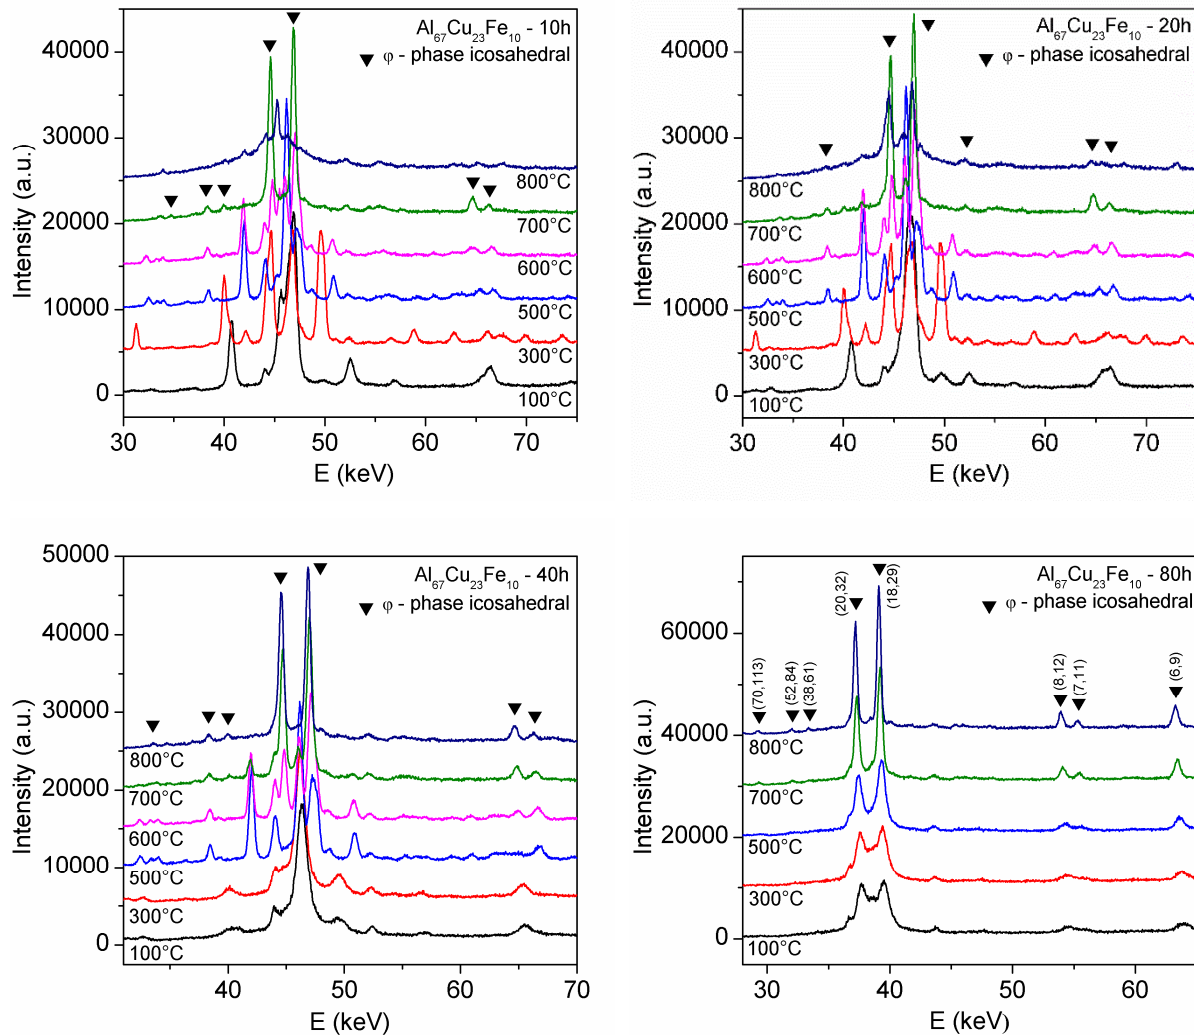 Al67Cu23Fe10 - 10h
▼ φ - phase icosahedral
Intensity (a.u.)
40000
30000
20000
10000
0
800°C
700°C
600°C
500°C
300°C
100°C
30 40 50 60 70
E (keV)
Al67Cu23Fe10 - 20h
▼ φ - phase icosahedral
Intensity (a.u.)
40000
30000
20000
10000
0
800°C
700°C
600°C
500°C
300°C
100°C
30 40 50 60 70
E (keV)
Al67Cu23Fe10 - 40h
▼ φ - phase icosahedral
Intensity (a.u.)
50000
40000
30000
20000
10000
0
800°C
700°C
600°C
500°C
300°C
100°C
40 50 60 70
E (keV)
Al67Cu23Fe10 - 80h
▼ φ - phase icosahedral
(70,113)
(52,84)
(38,61)
(20,32)
(18,29)
(8,12)
(7,11)
(6,9)
Intensity (a.u.)
60000
40000
20000
0
800°C
700°C
500°C
300°C
100°C
30 40 50 60
E (keV)